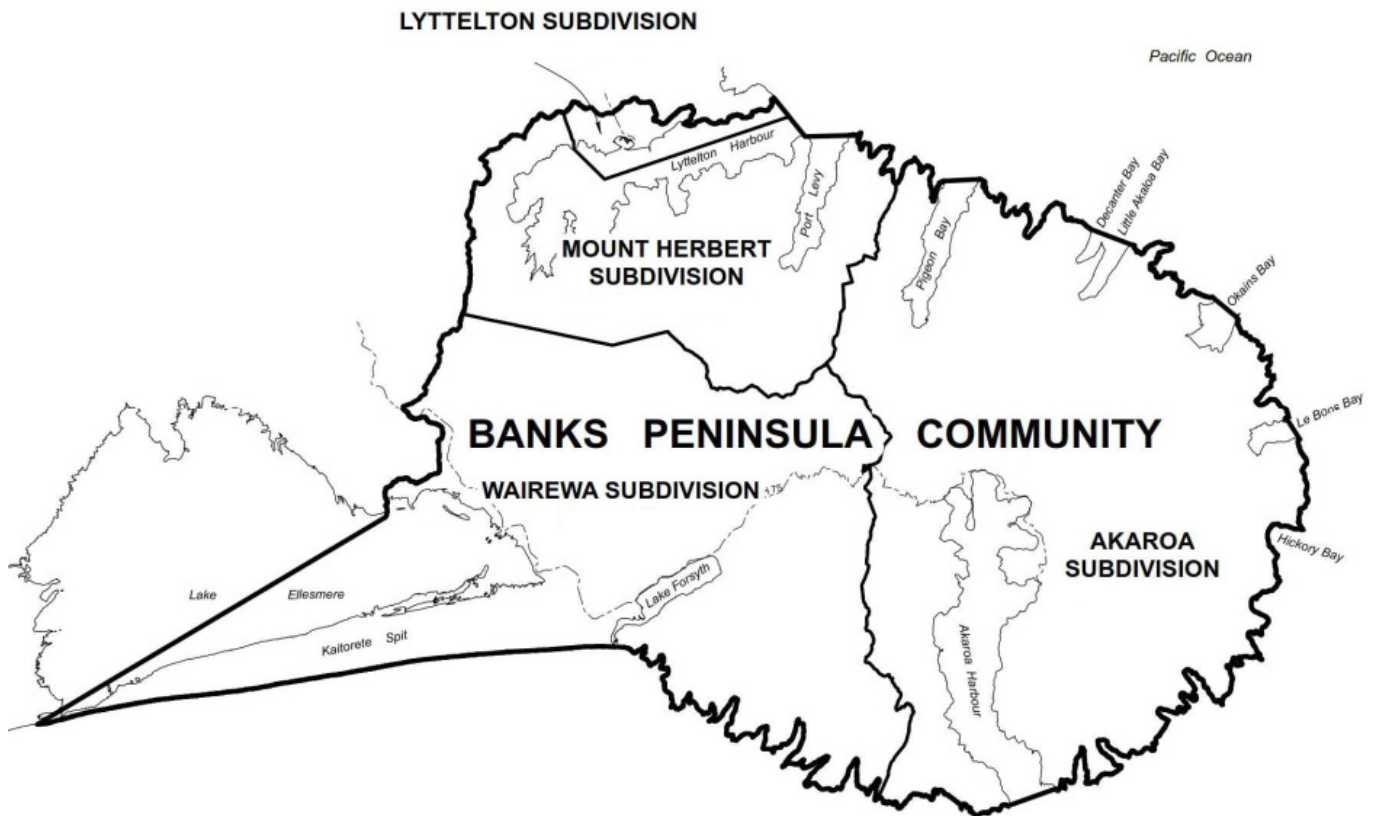 LYTTELTON SUBDIVISION
Pacific Ocean
Lyttelton Harbour
Port Levy
Pigeon Bay
Decanter Bay
Little Akaloa Bay
Okains Bay
MOUNT HERBERT
SUBDIVISION
Le Bons Bay
BANKS PENINSULA COMMUNITY
WAIREWA SUBDIVISION
175
AKAROA
SUBDIVISION
Hickory Bay
Lake Forsyth
Lake Ellesmere
Kaitorete Spit
Akaroa Harbour